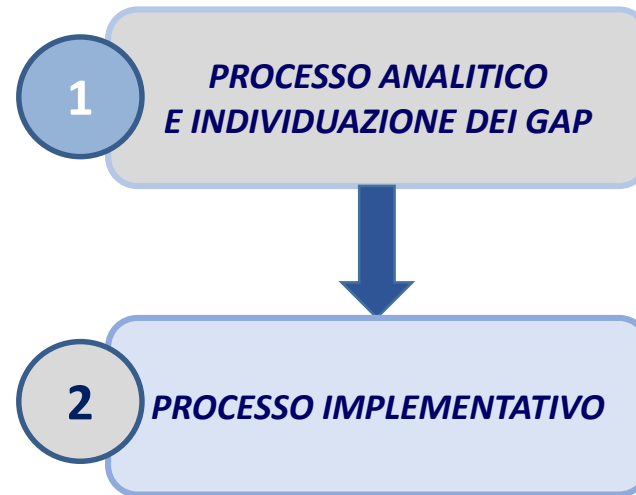 1
PROCESSO ANALITICO
E INDIVIDUAZIONE DEI GAP
2
PROCESSO IMPLEMENTATIVO